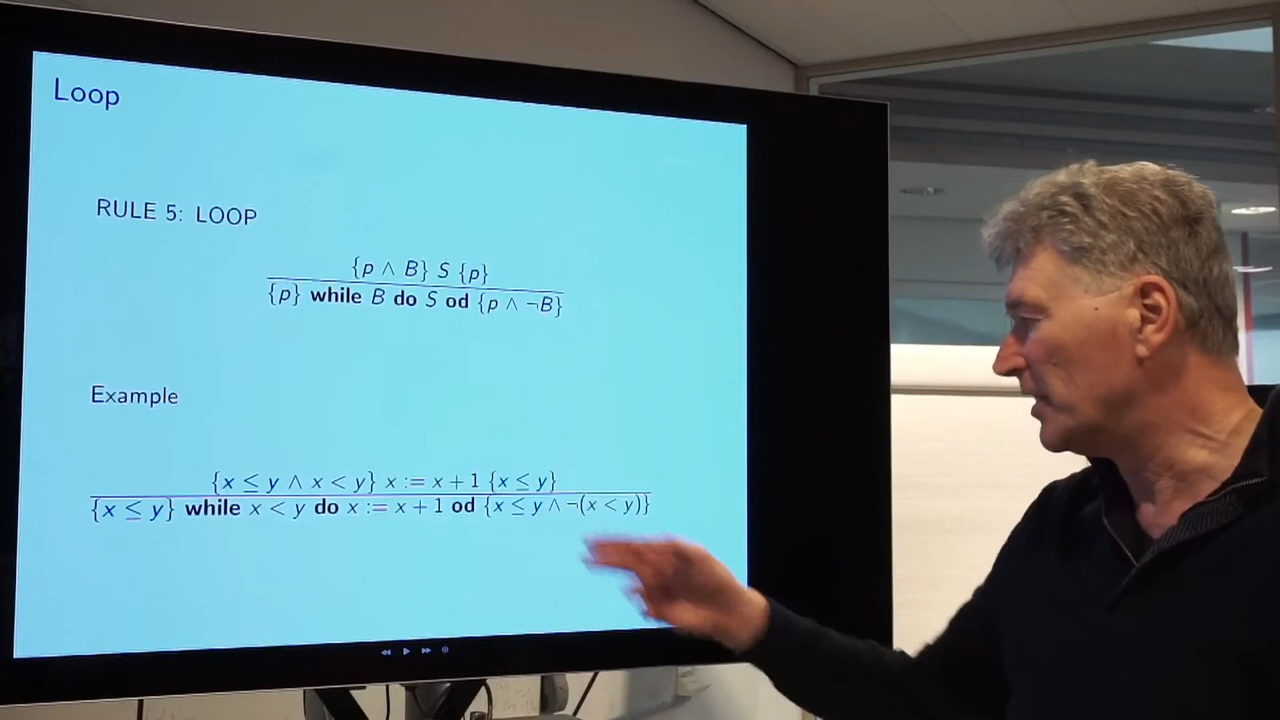 Loop
RULE 5: LOOP
{p ∧ B} S {p}
{p} while B do S od {p ∧ ¬B}
Example
{x ≤ y ∧ x < y} x := x + 1 {x ≤ y}
{x ≤ y} while x < y do x := x + 1 od {x ≤ y ∧ ¬(x < y)}